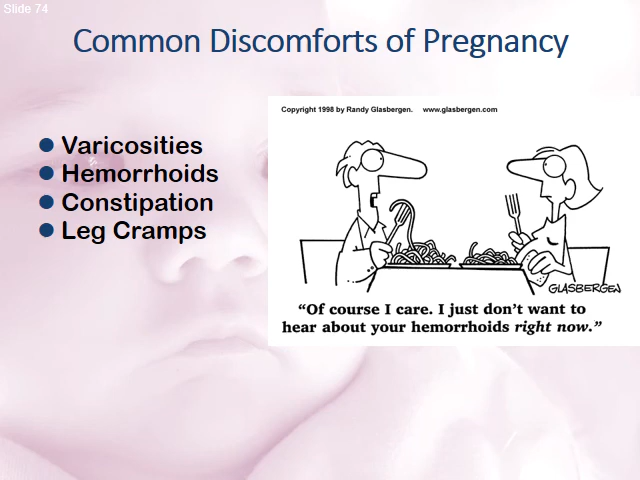 Slide 74
Common Discomforts of Pregnancy
Varicosities
Hemorrhoids
Constipation
Leg Cramps
Copyright 1998 by Randy Glasbergen. www.glasbergen.com
GLASBERGEN
“Of course I care. I just don’t want to
hear about your hemorrhoids right now.”